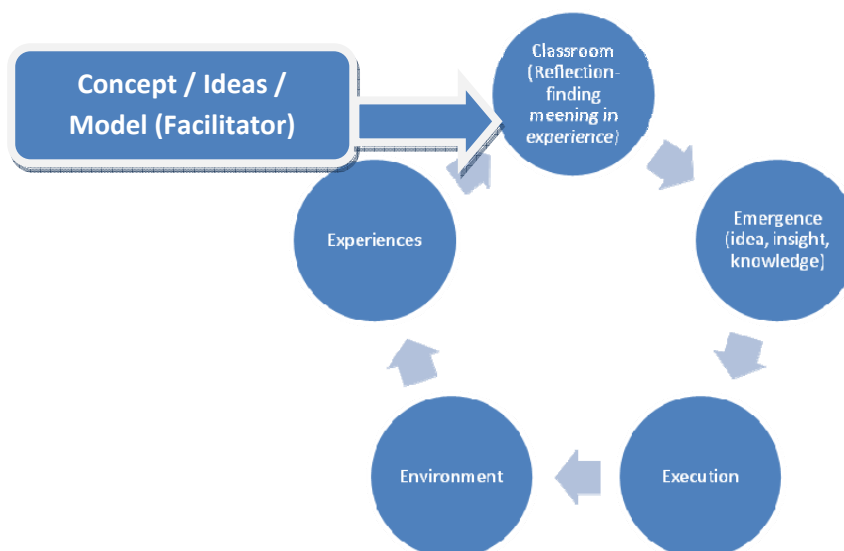 Concept / Ideas /
Model (Facilitator)
Classroom
(Reflection-
finding
meening in
experience)
Emergence
(idea, insight,
knowledge)
Execution
Environment
Experiences